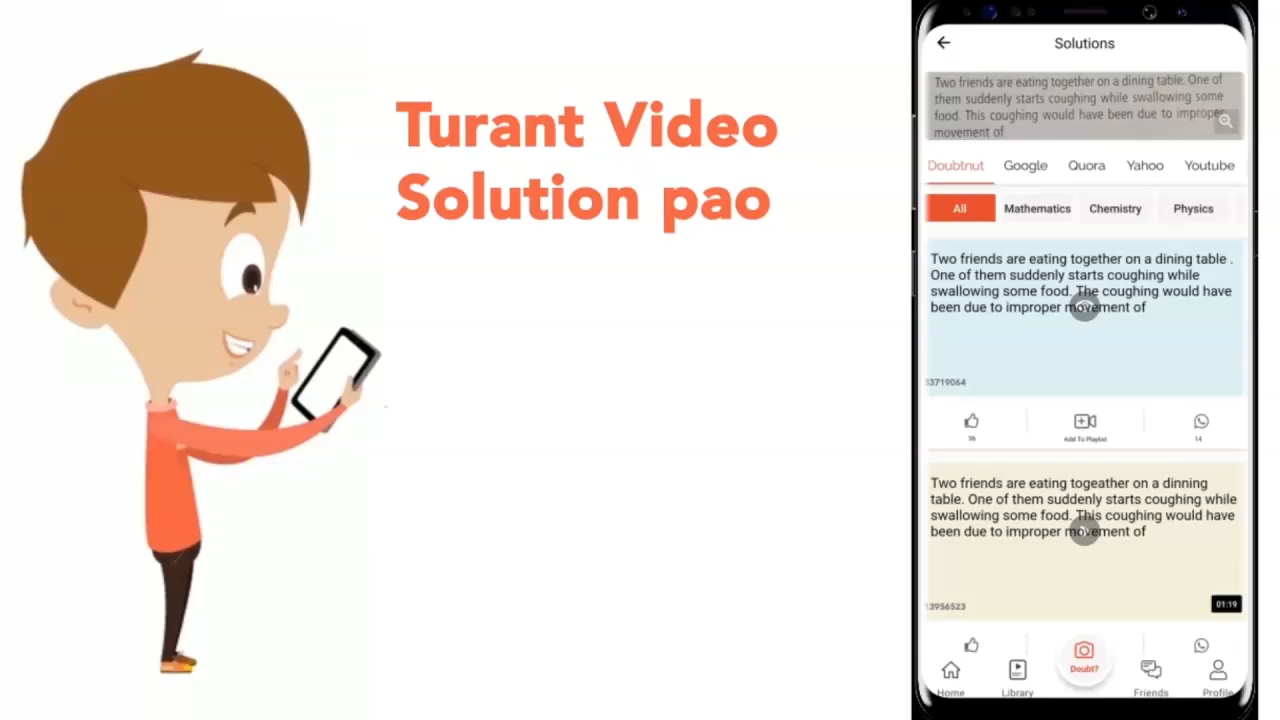 Turant Video
Solution pao
Solutions
Two friends are eating together on a dining table. One of
them suddenly starts coughing while swallowing some
food. This coughing would have been due to improper
movement of
Doubtnut Google Quora Yahoo Youtube
All Mathematics Chemistry Physics
Two friends are eating together on a dining table .
One of them suddenly starts coughing while
swallowing some food. The coughing would have
been due to improper movement of
53719064
56 Add To Playlist 14
Two friends are eating togeather on a dinning
table. One of them suddenly starts coughing while
swallowing some food. This coughing would have
been due to improper movement of
13956523 01:19
Doubt?
Home Library Friends Profile